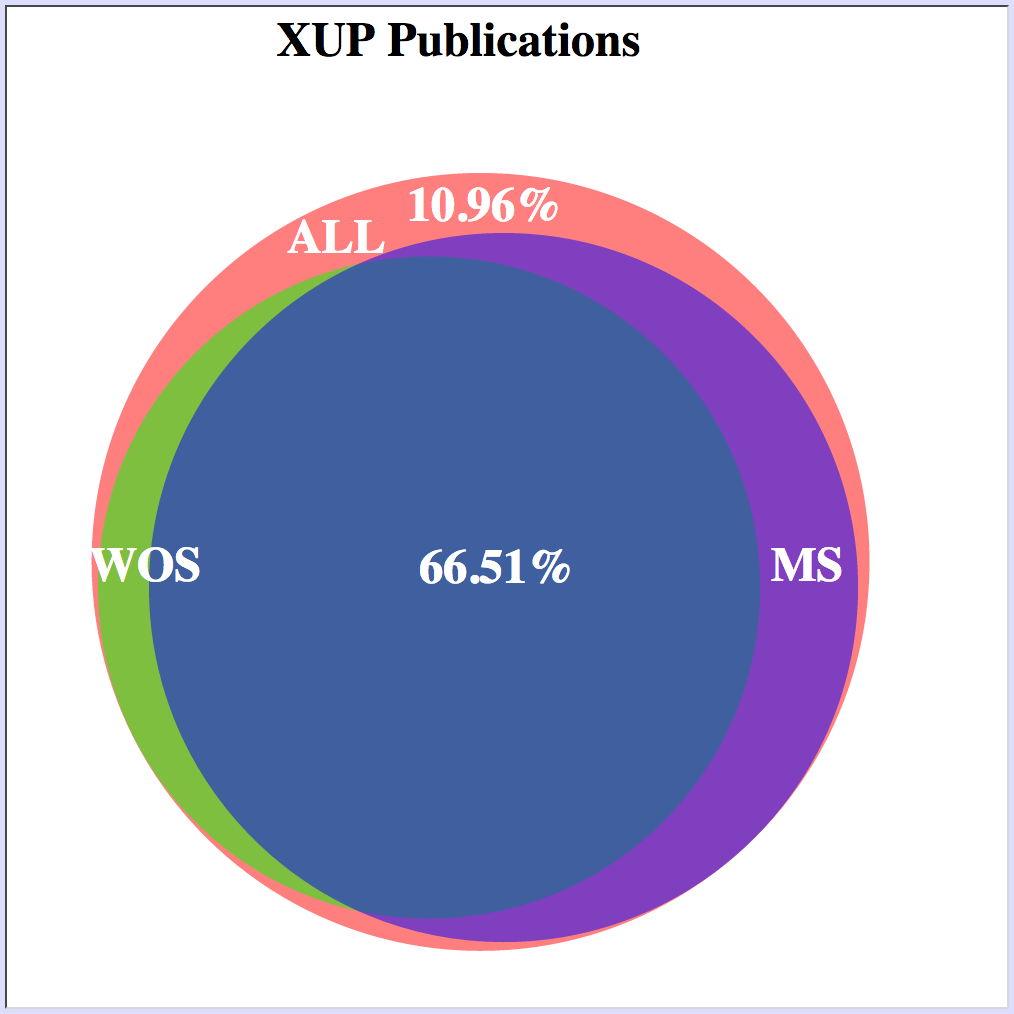 XUP Publications
10.96%
ALL
WOS
66.51%
MS